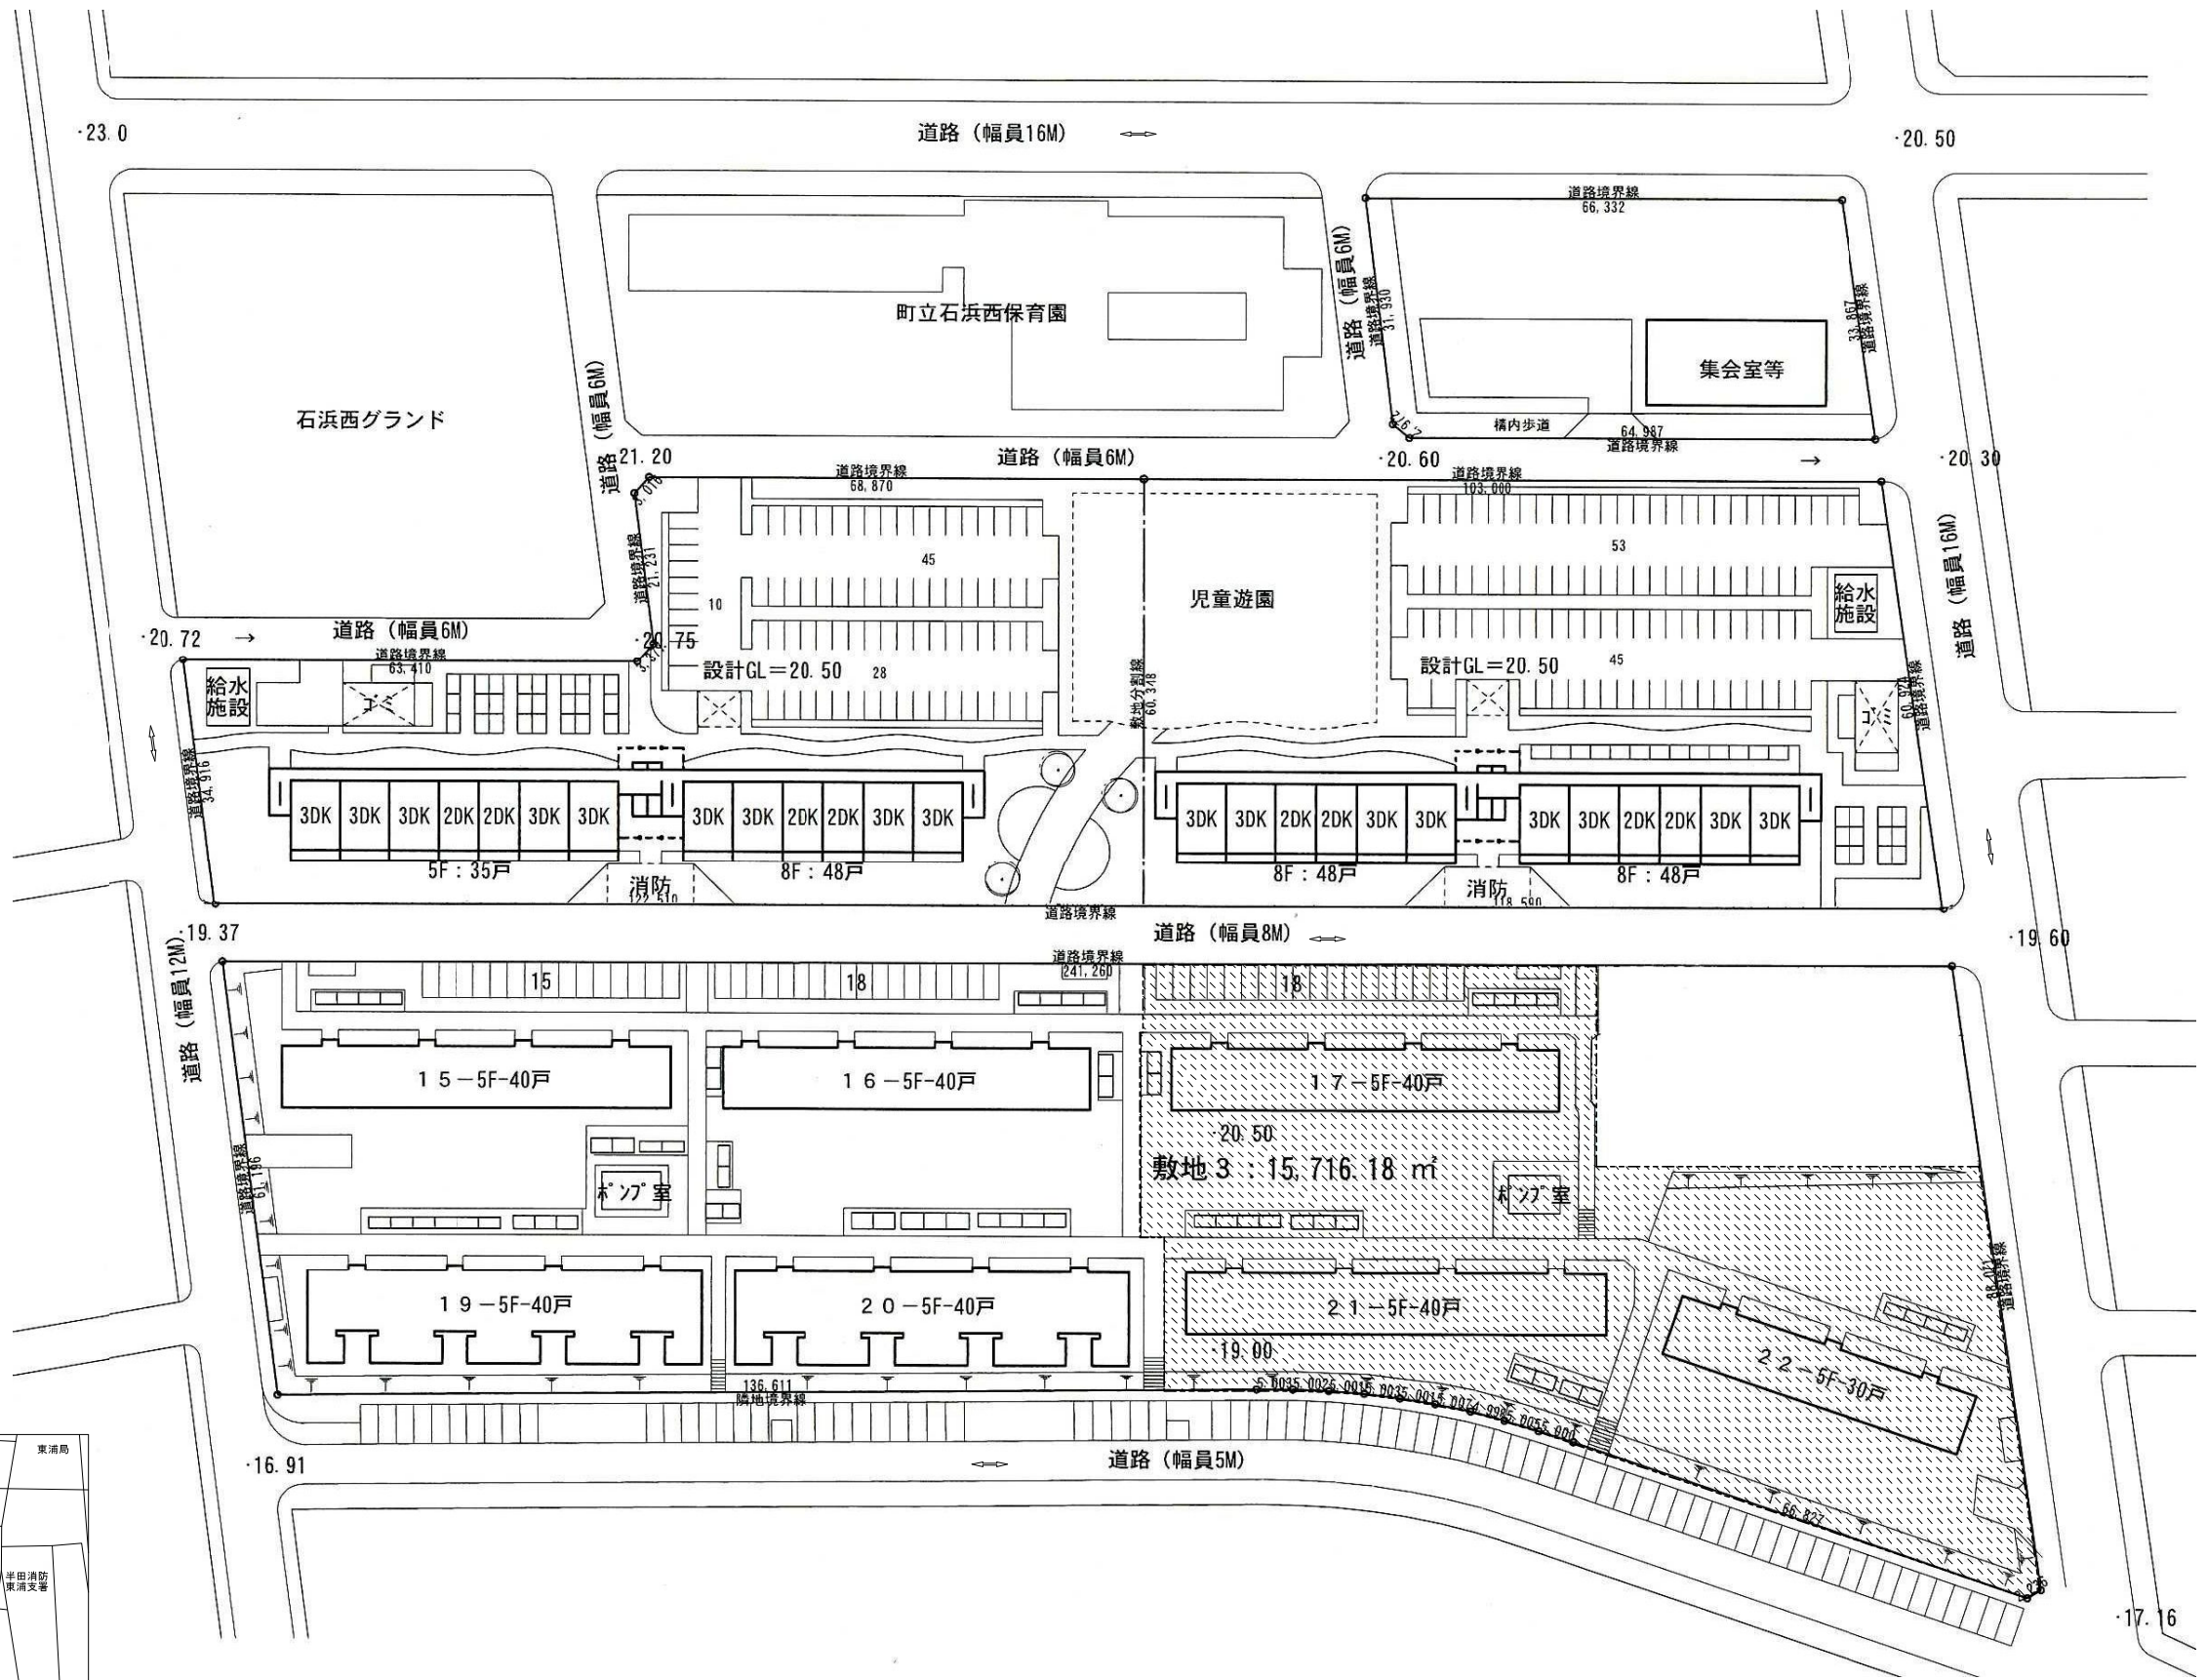 ·23.0
道路（幅員16M）
·20.50
道路境界線
66,332
道路（幅員6M）
道路境界線
31,930
町立石浜西保育園
33,867
道路境界線
集会室等
石浜西グランド
道路（幅員6M）
構内歩道
64,987
道路境界線
21.20
道路（幅員6M）
·20.60
·20.30
道路境界線
68,870
道路境界線
103,000
道路境界線
21,231
45
53
道路（幅員16M）
10
児童遊園
給水
施設
·20.72
道路（幅員6M）
·20.75
道路境界線
63,410
設計GL=20.50
28
設計GL=20.50
45
敷地分割線
60,348
60,924
道路境界線
給水
施設
ゴミ
ゴミ
道路境界線
34,916
3DK 3DK 3DK 2DK 2DK 3DK 3DK
3DK 3DK 2DK 2DK 3DK 3DK
3DK 3DK 2DK 2DK 3DK 3DK
3DK 3DK 2DK 2DK 3DK 3DK
5F：35戸
8F：48戸
8F：48戸
8F：48戸
消防
122,510
消防
118,590
道路境界線
·19.37
道路（幅員8M）
·19.60
道路（幅員12M）
道路境界線
241,260
15
18
18
15-5F-40戸
16-5F-40戸
17-5F-40戸
·20.50
敷地3：15,716.18 ㎡
道路境界線
61,196
ポンプ室
ポンプ室
道路境界線
19-5F-40戸
20-5F-40戸
21-5F-40戸
22-5F-30戸
·19.00
136,611
隣地境界線
66,827
·16.91
道路（幅員5M）
·17.16
東浦局
半田消防
東浦支署